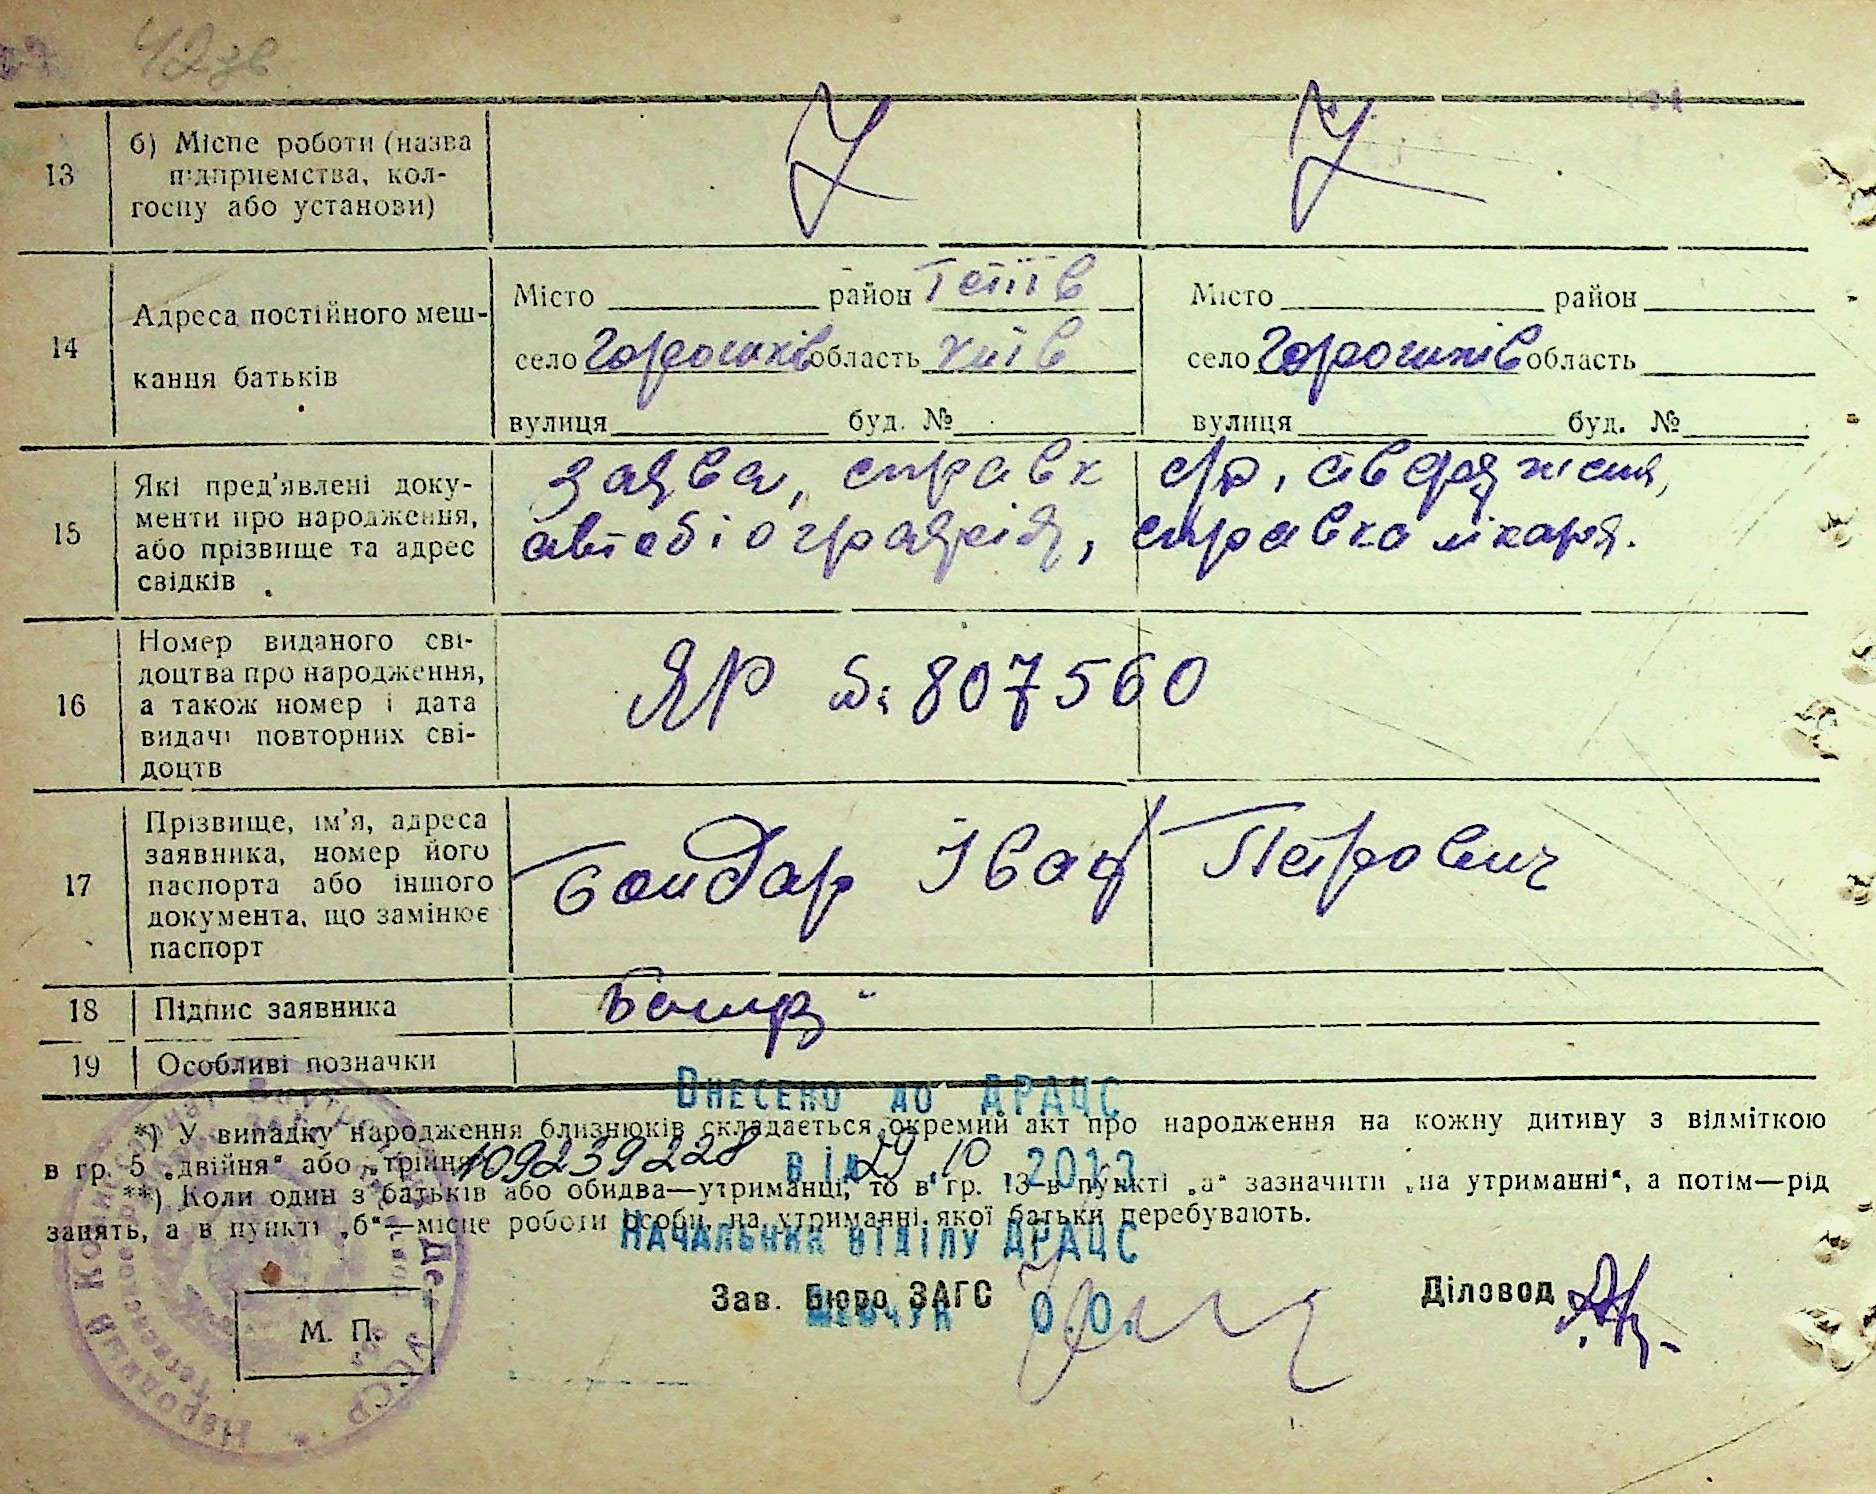 42 зв
13
б) Місце роботи (назва
підприємства, кол-
госпу або установи)
14
Адреса постійного меш-
кання батьків
Місто район Тетіїв
село Горошків область Київ
вулиця буд. №
Місто район
село Горошків область
вулиця буд. №
15
Які пред'явлені доку-
менти про народження,
або прізвище та адрес
свідків
заява, справк с/р,
автобіографія, справка лікаря.
16
Номер виданого сві-
доцтва про народження,
а також номер і дата
видачі повторних сві-
доцтв
ЯР № 807560
17
Прізвище, ім'я, адреса
заявника, номер його
паспорта або іншого
документа, що замінює
паспорт
Бондар Іван Петрович
18 Підпис заявника
19 Особливі позначки
Внесено до ДРАЦС
*) У випадку народження близнюків складається окремий акт про народження на кожну дитину з відміткою
в гр. 5 „двійня“ або „трійня
109239228 від 29.10.2013
**) Коли один з батьків або обидва—утриманці, то в гр. 13 в пункті „а“ зазначити „на утриманні“, а потім—рід
занять, а в пункті „б“—місце роботи особи, на утриманні якої батьки перебувають.
Начальник відділу ДРАЦС
Зав. Бюро ЗАГС
Шевчук О.О.
Діловод
М. П.